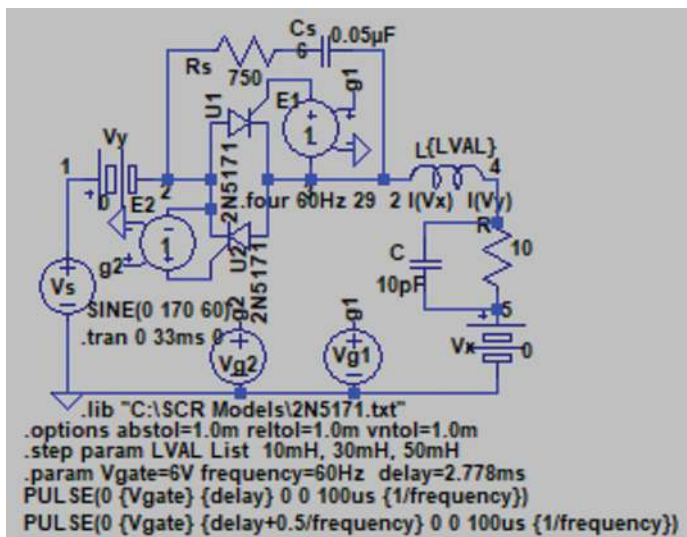 Cs
0.05µF
6
Rs
750
g1
U1
E1
1
Vy
L{LVAL}
1
0
2
3
4
E2
2N5171
.four 60Hz 29 2 I(Vx) I(Vy)
1
U2
2N5171
R
10
C
10pF
g2
Vs
SINE(0 170 60)
.tran 0 33ms 0
g2
g1
5
Vg2
Vg1
Vx
0
.lib "C:\SCR Models\2N5171.txt"
.options abstol=1.0m reltol=1.0m vntol=1.0m
.step param LVAL List 10mH, 30mH, 50mH
.param Vgate=6V frequency=60Hz delay=2.778ms
PULSE(0 {Vgate} {delay} 0 0 100us {1/frequency})
PULSE(0 {Vgate} {delay+0.5/frequency} 0 0 100us {1/frequency})